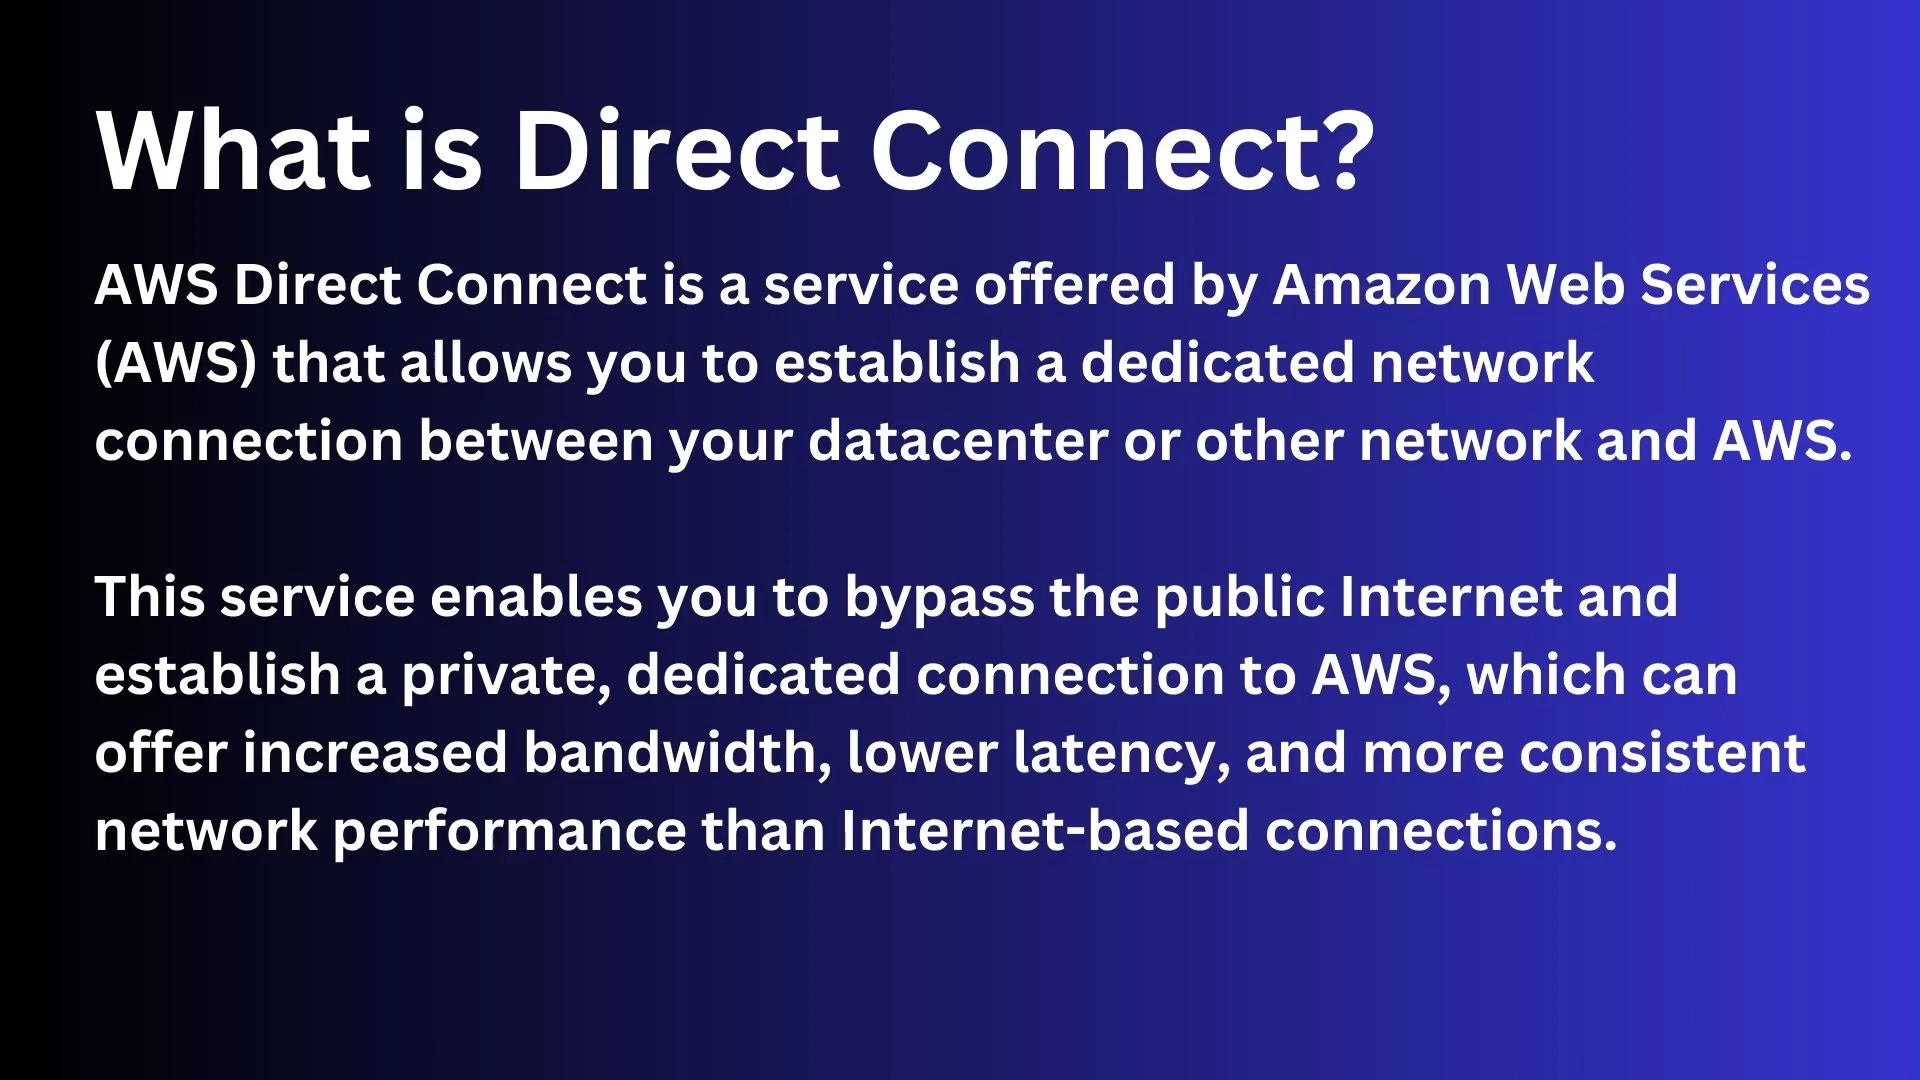 What is Direct Connect?
AWS Direct Connect is a service offered by Amazon Web Services
(AWS) that allows you to establish a dedicated network
connection between your datacenter or other network and AWS.
This service enables you to bypass the public Internet and
establish a private, dedicated connection to AWS, which can
offer increased bandwidth, lower latency, and more consistent
network performance than Internet-based connections.